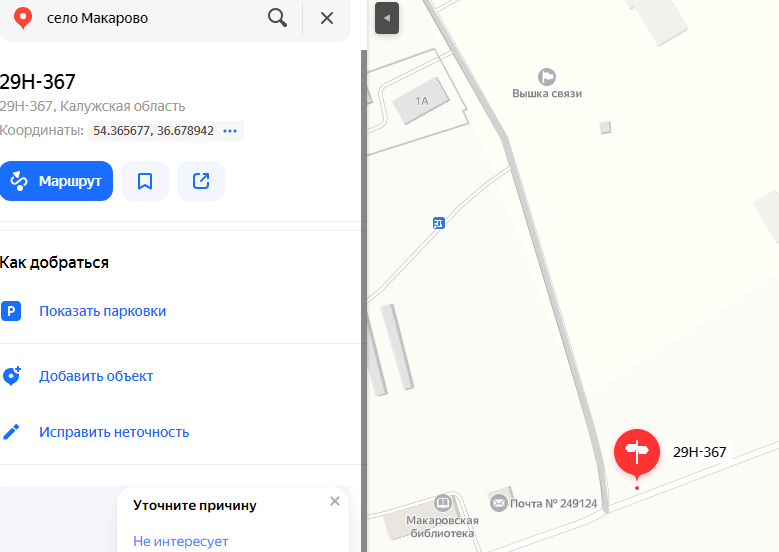 село Макарово
29Н-367
29Н-367, Калужская область
Координаты: 54.365677, 36.678942 •••
Маршрут
Как добраться
P Показать парковки
Добавить объект
Исправить неточность
Уточните причину
Не интересует
1А
Вышка связи
29Н-367
Почта № 249124
Макаровская
библиотека